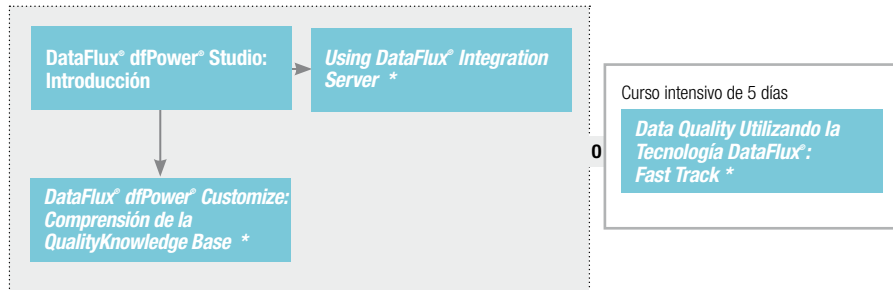 DataFlux® dfPower® Studio:
Introducción
Using DataFlux® Integration
Server *
DataFlux® dfPower® Customize:
Comprensión de la
QualityKnowledge Base *
O
Curso intensivo de 5 días
Data Quality Utilizando la
Tecnología DataFlux®:
Fast Track *